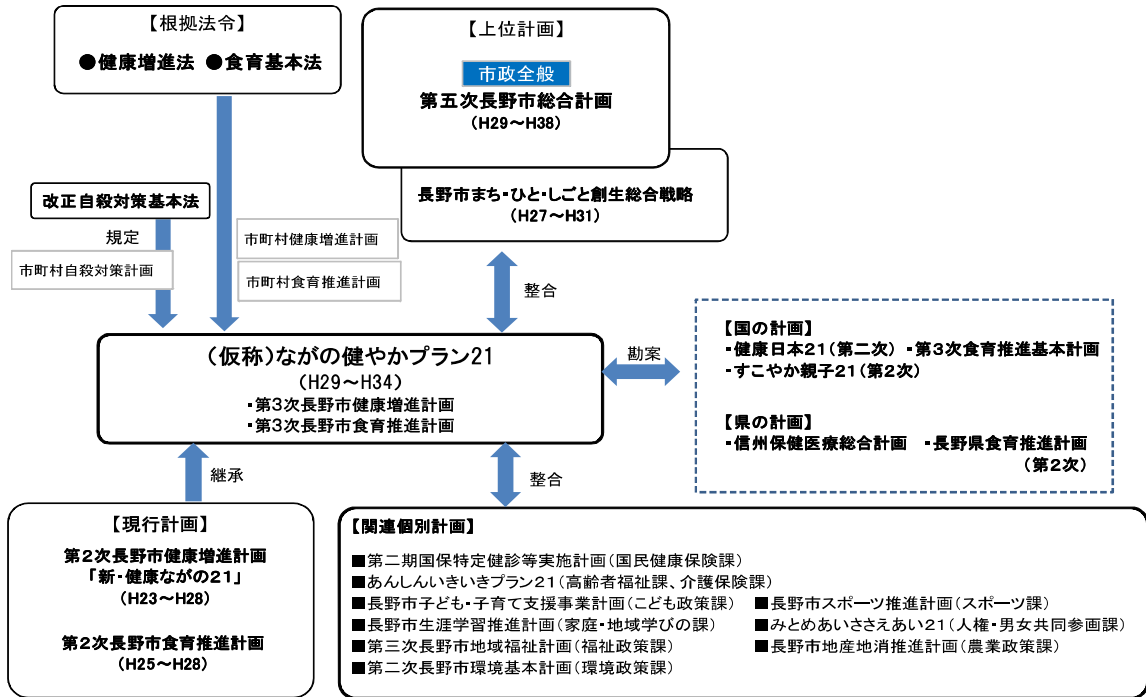 【根拠法令】
●健康増進法 ●食育基本法
【上位計画】
市政全般
第五次長野市総合計画
(H29～H38)
長野市まち・ひと・しごと創生総合戦略
(H27～H31)
改正自殺対策基本法
規定
市町村自殺対策計画
市町村健康増進計画
市町村食育推進計画
整合
(仮称)ながの健やかプラン21
(H29～H34)
・第3次長野市健康増進計画
・第3次長野市食育推進計画
勘案
【国の計画】
・健康日本21(第二次) ・第3次食育推進基本計画
・すこやか親子21(第2次)
【県の計画】
・信州保健医療総合計画 ・長野県食育推進計画
(第2次)
継承
整合
【現行計画】
第2次長野市健康増進計画
「新・健康ながの21」
(H23～H28)
第2次長野市食育推進計画
(H25～H28)
【関連個別計画】
■第二期国保特定健診等実施計画(国民健康保険課)
■あんしんいきいきプラン21(高齢者福祉課、介護保険課)
■長野市子ども・子育て支援事業計画(こども政策課)
■長野市生涯学習推進計画(家庭・地域学びの課)
■第三次長野市地域福祉計画(福祉政策課)
■第二次長野市環境基本計画(環境政策課)
■長野市スポーツ推進計画(スポーツ課)
■みとめあいささえあい21(人権・男女共同参画課)
■長野市地産地消推進計画(農業政策課)